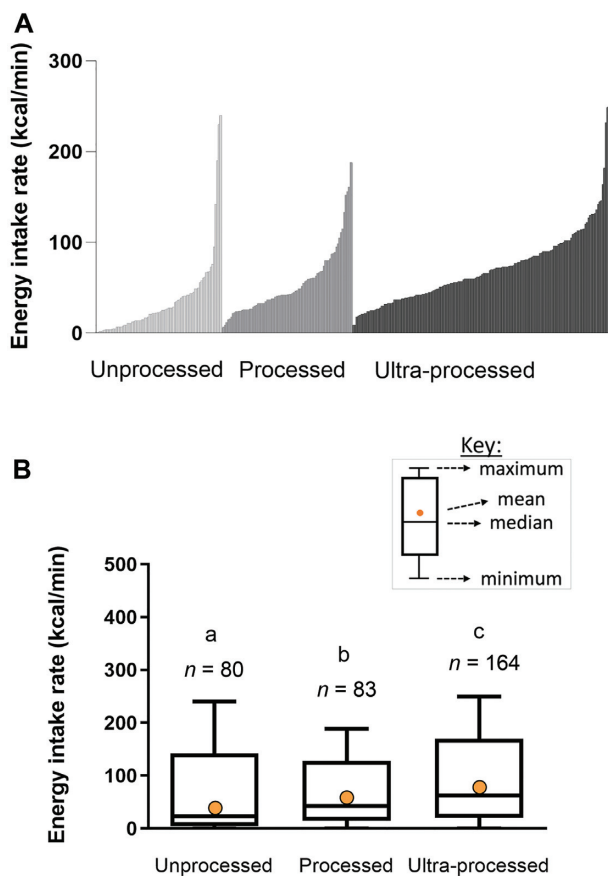 A
Energy intake rate (kcal/min)
300
200
100
0
Unprocessed Processed Ultra-processed
B
Key:
maximum
mean
median
minimum
Energy intake rate (kcal/min)
500
400
300
200
100
0
a
n = 80
b
n = 83
c
n = 164
Unprocessed Processed Ultra-processed